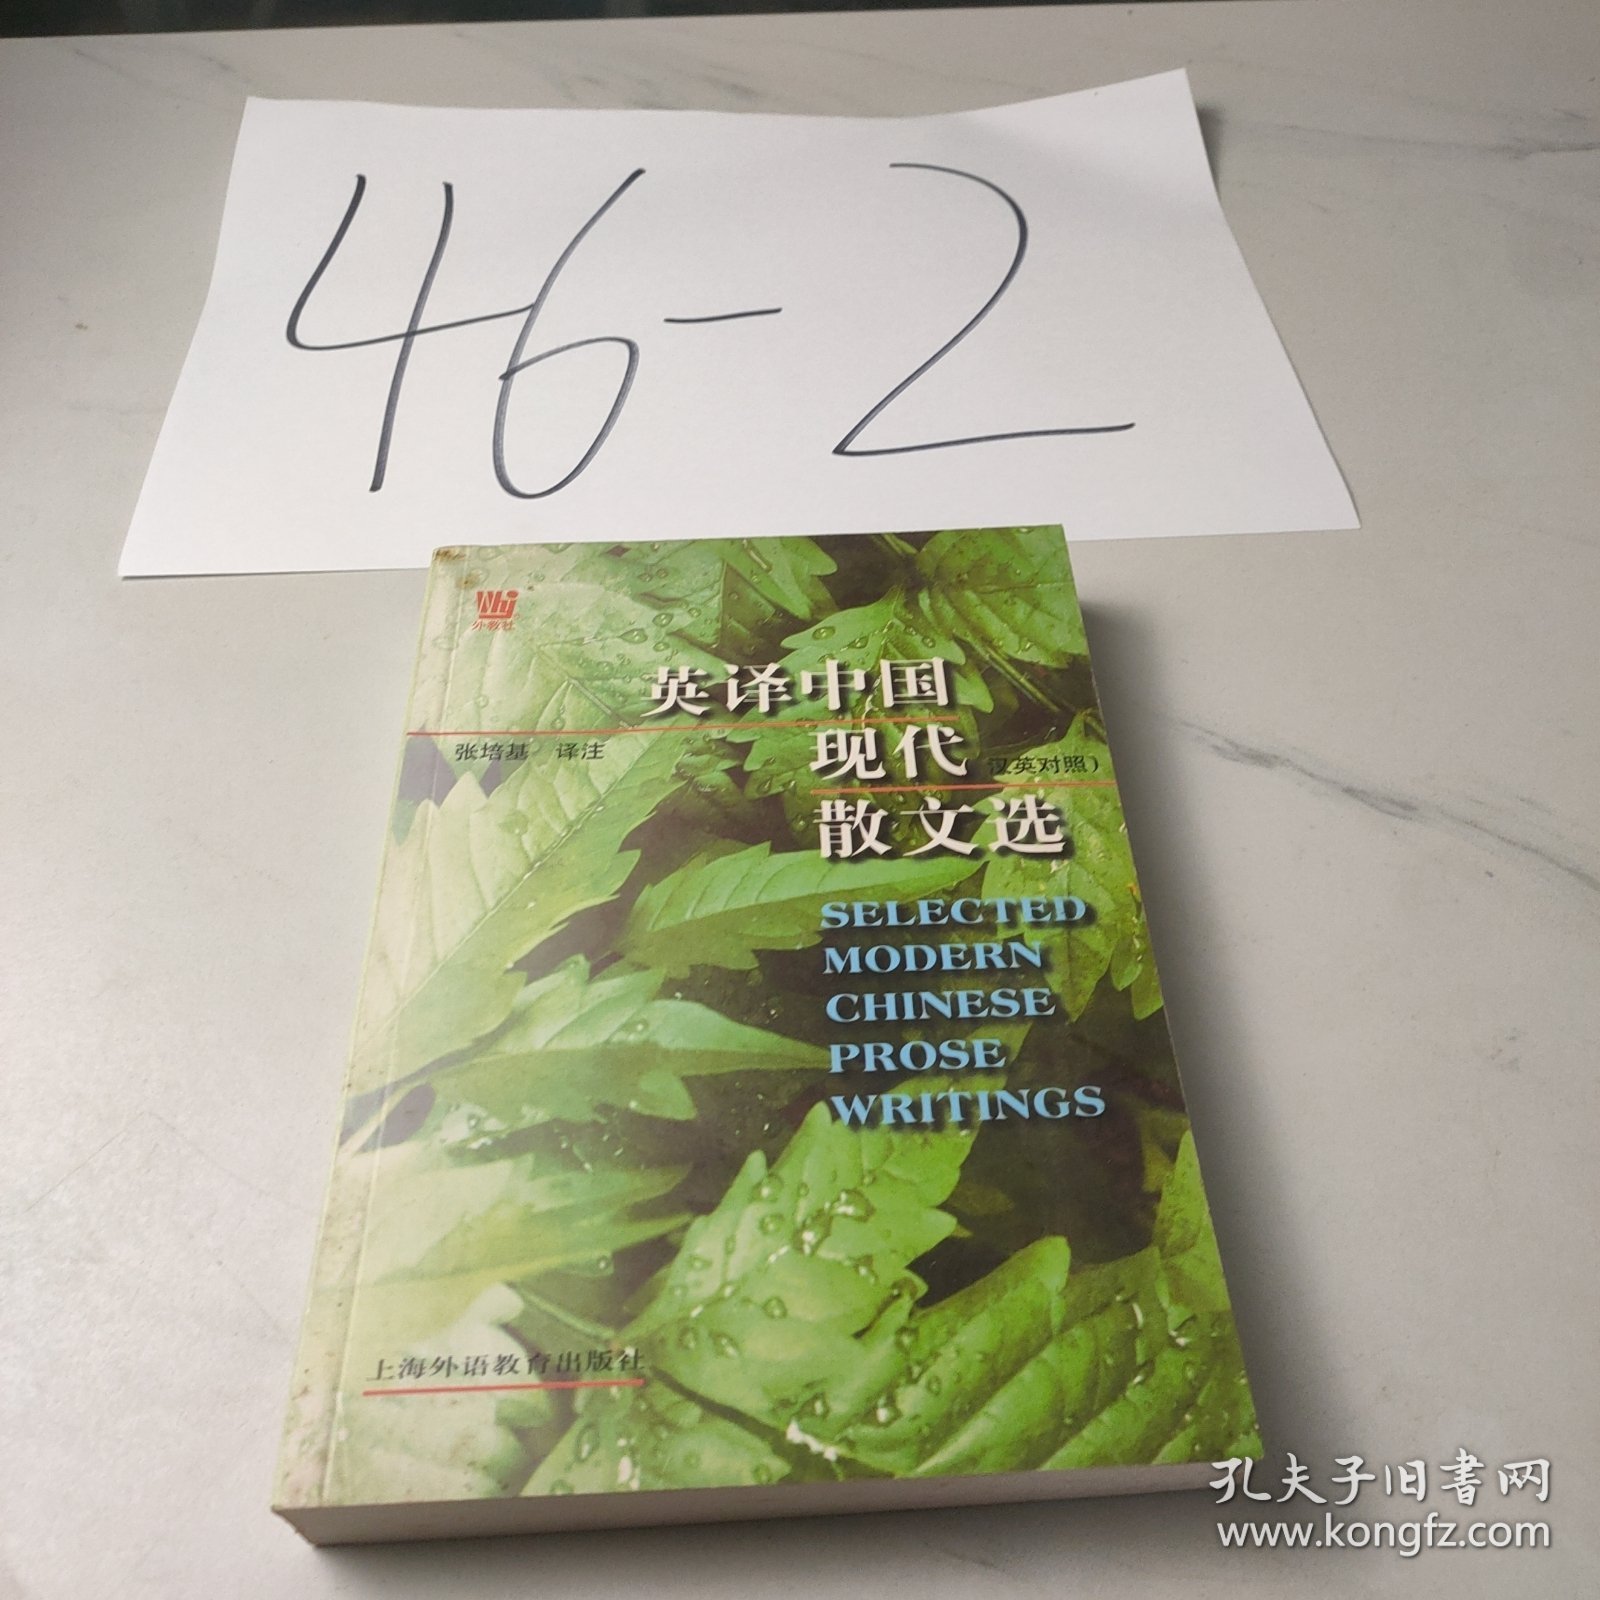 46-2
外教社
英译中国
张培基 译注
现代
汉英对照）
散文选
SELECTED
MODERN
CHINESE
PROSE
WRITINGS
上海外语教育出版社
孔夫子旧书网
www.kongfz.com